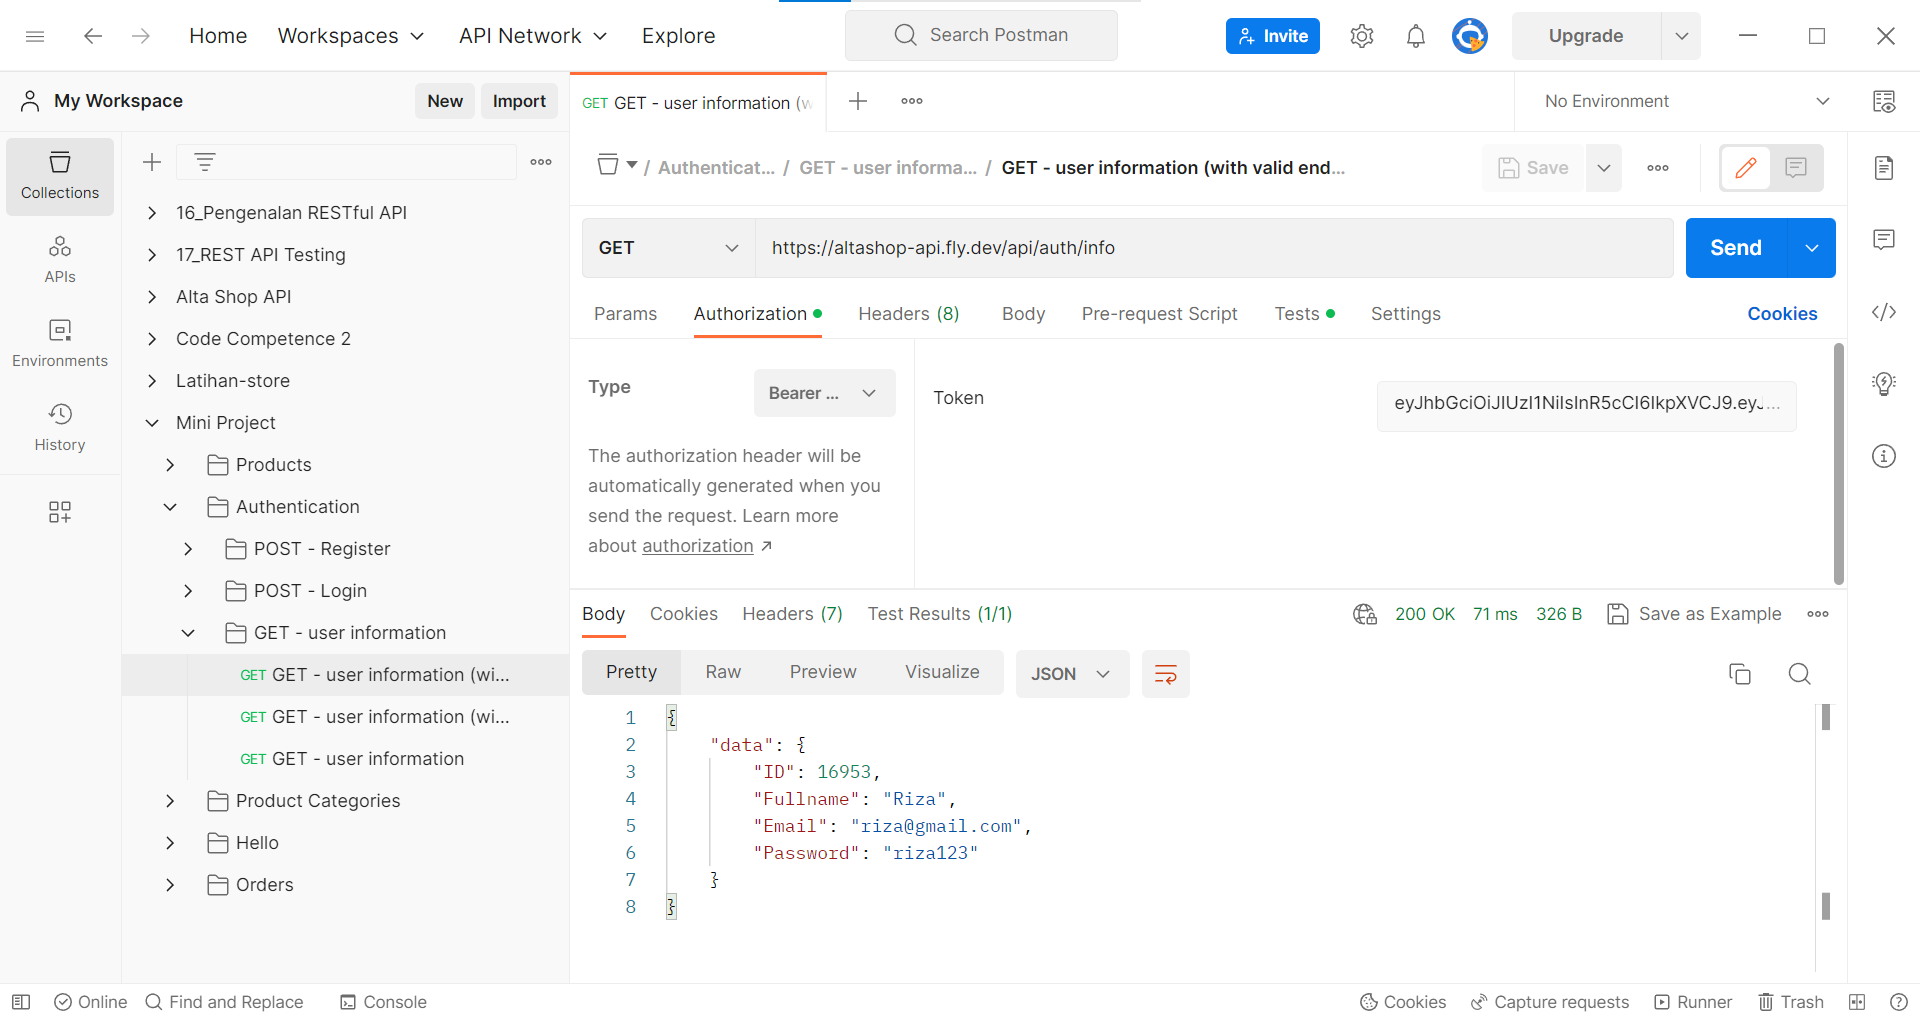 Home Workspaces API Network Explore Search Postman Invite Upgrade
My Workspace New Import
GET GET - user information (w No Environment
Collections
APIs
Environments
History
16_Pengenalan RESTful API
17_REST API Testing
Alta Shop API
Code Competence 2
Latihan-store
Mini Project
Products
Authentication
POST - Register
POST - Login
GET - user information
GET GET - user information (wi...
GET GET - user information (wi...
GET GET - user information
Product Categories
Hello
Orders
/ Authenticat... / GET - user informa... / GET - user information (with valid end... Save
GET https://altashop-api.fly.dev/api/auth/info Send
Params Authorization Headers (8) Body Pre-request Script Tests Settings Cookies
Type Bearer ...
The authorization header will be
automatically generated when you
send the request. Learn more
about authorization ↗
Token eyJhbGciOiJIUzI1NiIsInR5cCI6IkpXVCJ9.eyJ...
Body Cookies Headers (7) Test Results (1/1) 200 OK 71 ms 326 B Save as Example
Pretty Raw Preview Visualize JSON
1 {
2 "data": {
3 "ID": 16953,
4 "Fullname": "Riza",
5 "Email": "riza@gmail.com",
6 "Password": "riza123"
7 }
8 }
Online Find and Replace Console Cookies Capture requests Runner Trash